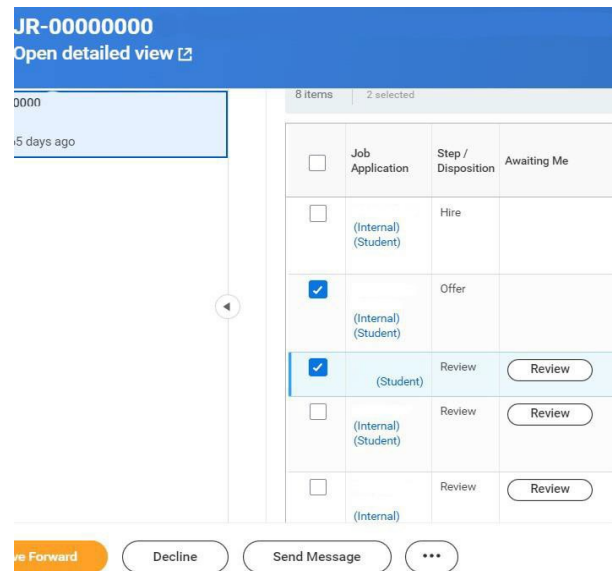 JR-00000000
Open detailed view
0000
65 days ago
8 items 2 selected
Job Application Step / Disposition Awaiting Me
(Internal) Hire
(Student)
Offer
(Internal)
(Student)
(Student) Review Review
Review Review
(Internal)
(Student)
Review Review
(Internal)
ve Forward Decline Send Message